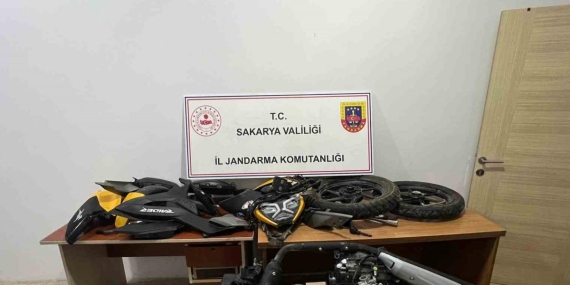 T.C.
SAKARYA VALİLİĞİ
İL JANDARMA KOMUTANLIĞI